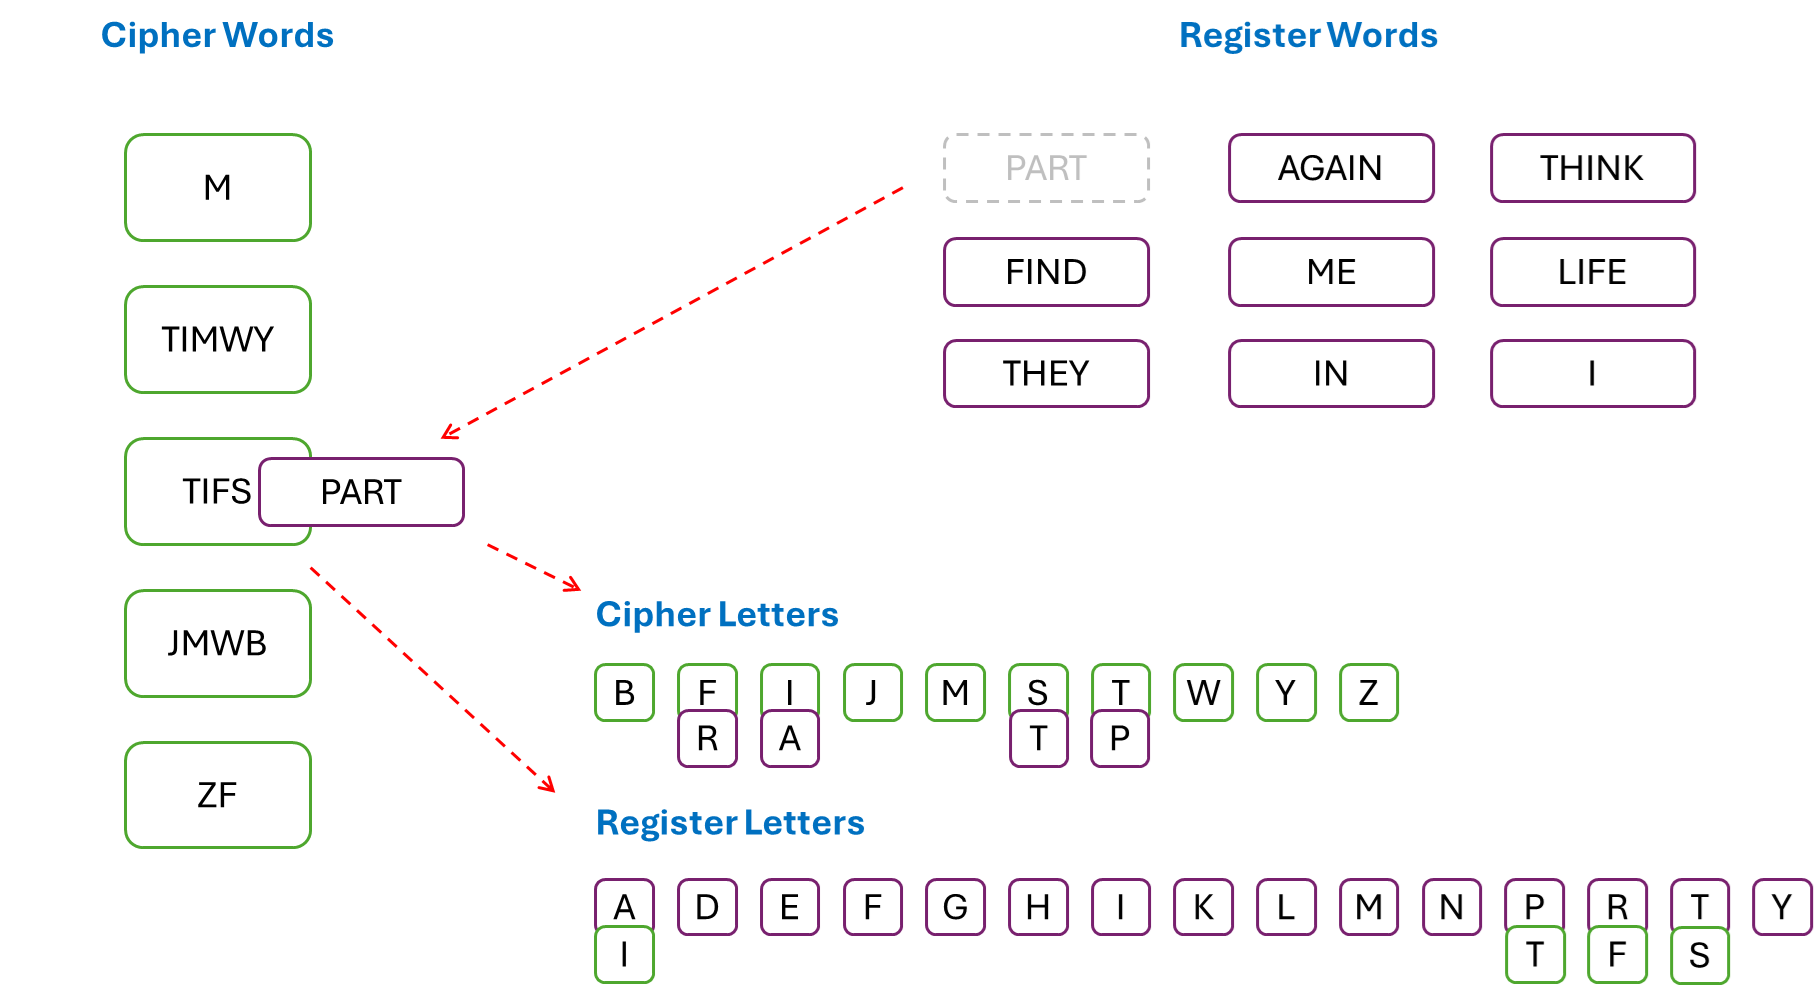 Cipher Words
Register Words
M
TIMWY
TIFS
PART
JMWB
ZF
PART AGAIN THINK
FIND ME LIFE
THEY IN I
Cipher Letters
B F I J M S T W Y Z
R A T P
Register Letters
A D E F G H I K L M N P R T Y
I T F S